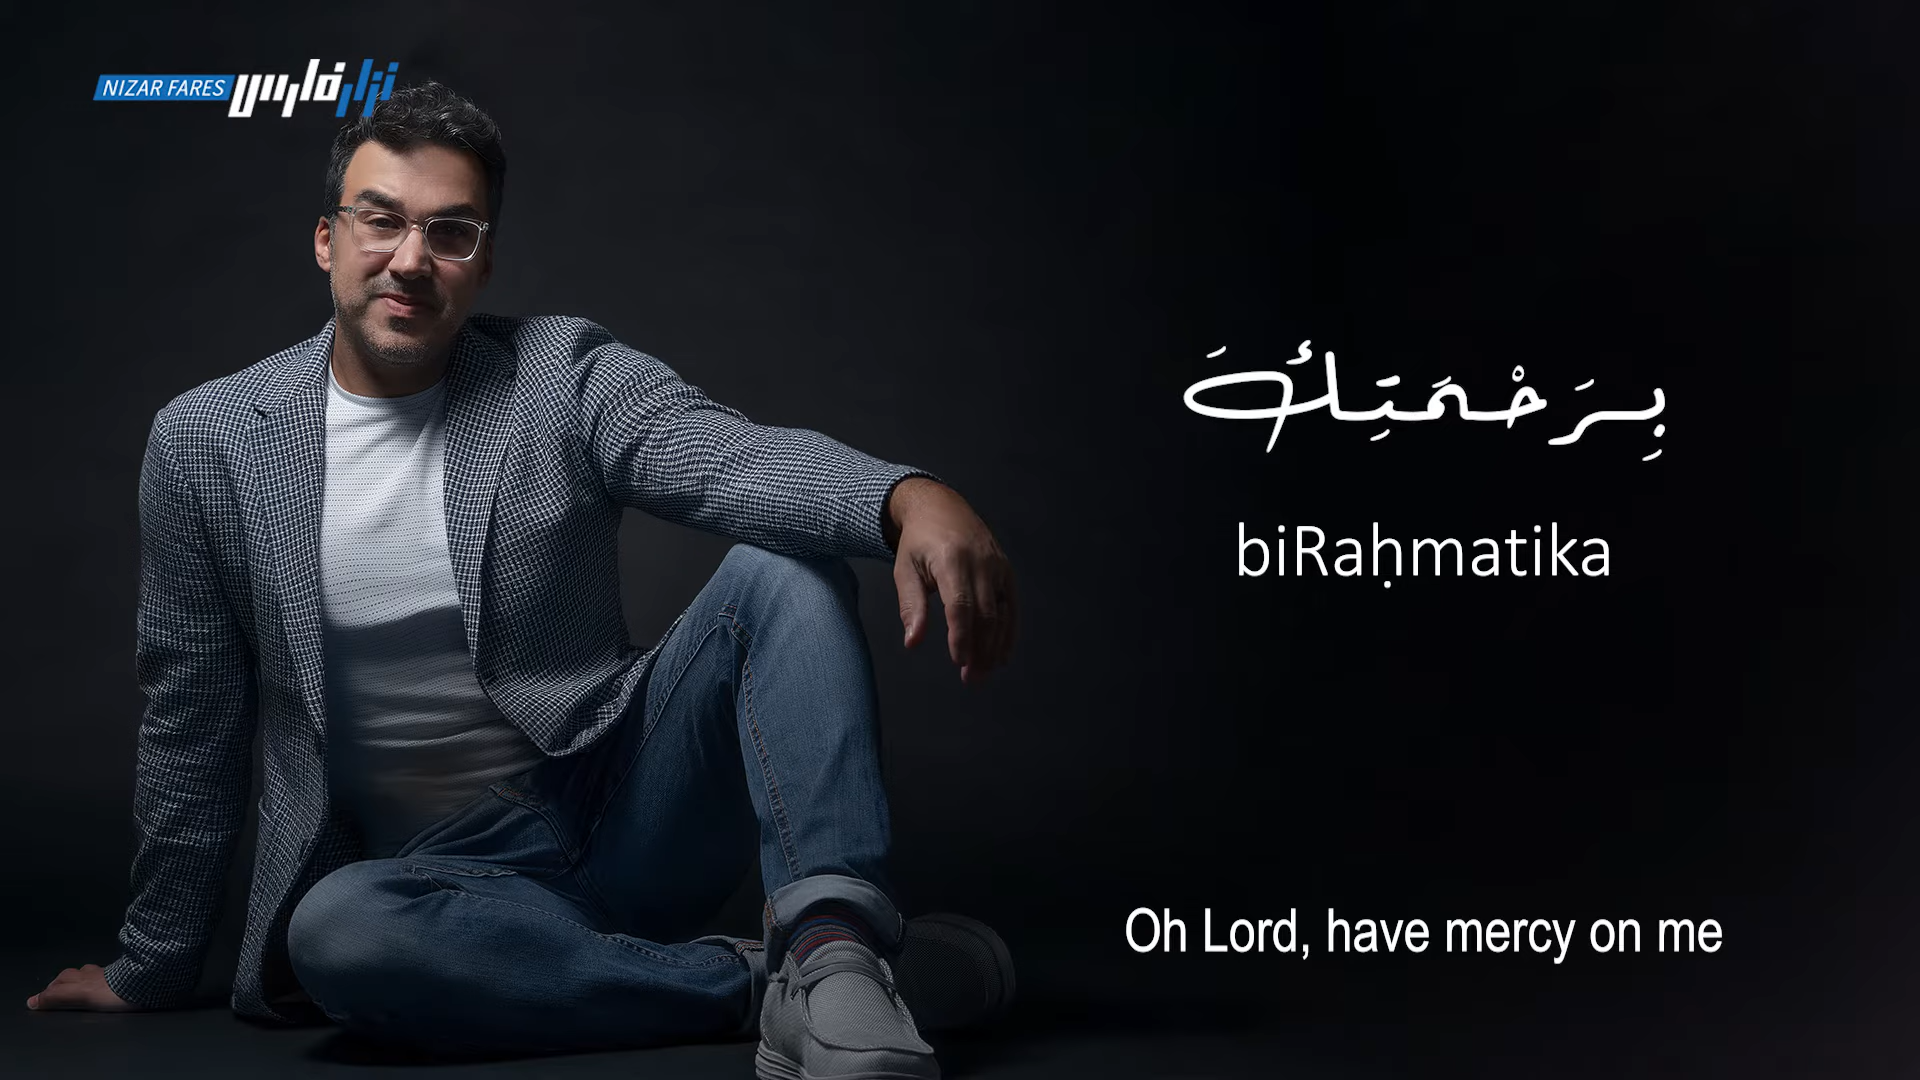 NIZAR FARES نزار فارس
بِرَحْمَتِكَ
biRaḥmatika
Oh Lord, have mercy on me